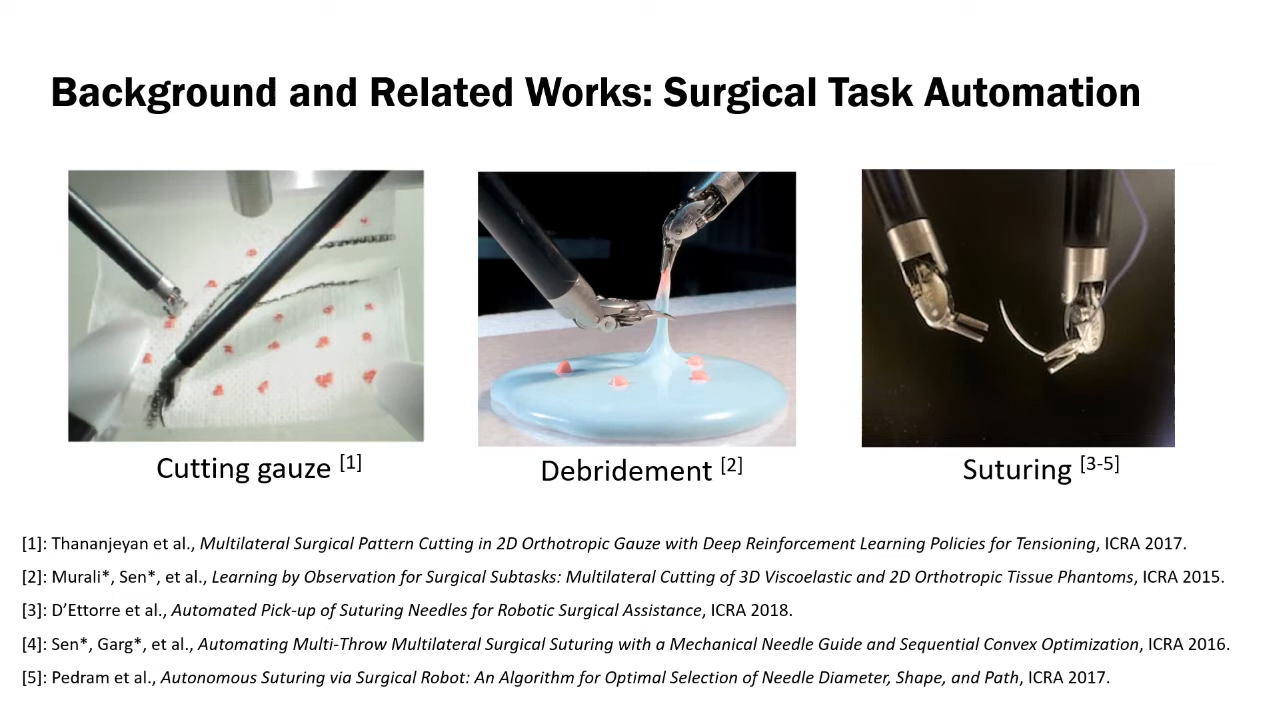 Background and Related Works: Surgical Task Automation
Cutting gauze [1]
Debridement [2]
Suturing [3-5]
[1]: Thananjeyan et al., Multilateral Surgical Pattern Cutting in 2D Orthotropic Gauze with Deep Reinforcement Learning Policies for Tensioning, ICRA 2017.
[2]: Murali*, Sen*, et al., Learning by Observation for Surgical Subtasks: Multilateral Cutting of 3D Viscoelastic and 2D Orthotropic Tissue Phantoms, ICRA 2015.
[3]: D’Ettorre et al., Automated Pick-up of Suturing Needles for Robotic Surgical Assistance, ICRA 2018.
[4]: Sen*, Garg*, et al., Automating Multi-Throw Multilateral Surgical Suturing with a Mechanical Needle Guide and Sequential Convex Optimization, ICRA 2016.
[5]: Pedram et al., Autonomous Suturing via Surgical Robot: An Algorithm for Optimal Selection of Needle Diameter, Shape, and Path, ICRA 2017.